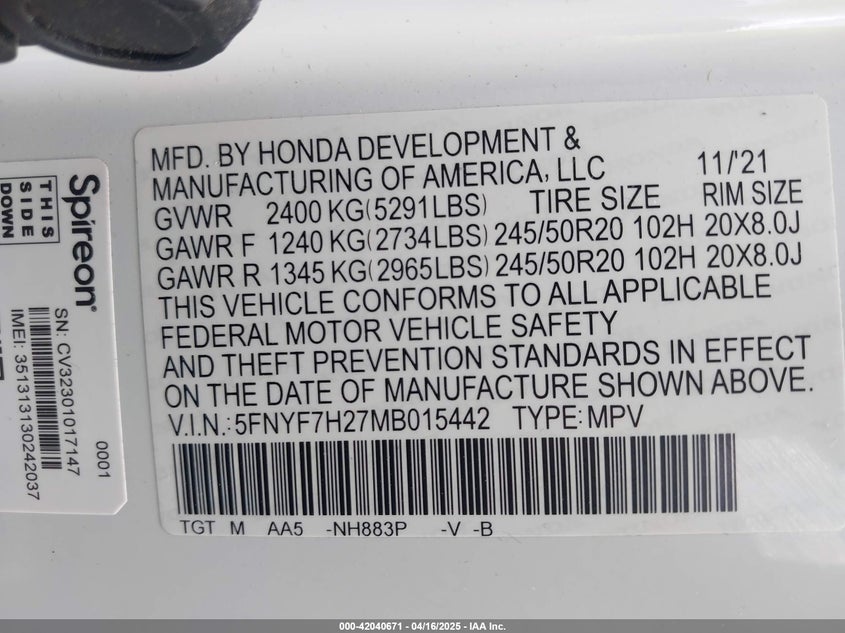 MFD. BY HONDA DEVELOPMENT &
MANUFACTURING OF AMERICA, LLC 11/'21
GVWR 2400 KG(5291LBS) TIRE SIZE RIM SIZE
GAWR F 1240 KG(2734LBS) 245/50R20 102H 20X8.0J
GAWR R 1345 KG(2965LBS) 245/50R20 102H 20X8.0J
THIS VEHICLE CONFORMS TO ALL APPLICABLE
FEDERAL MOTOR VEHICLE SAFETY
AND THEFT PREVENTION STANDARDS IN EFFECT
ON THE DATE OF MANUFACTURE SHOWN ABOVE.
V.I.N.: 5FNYF7H27MB015442 TYPE: MPV
TGT M AA5 -NH883P -V -B
Spireon®
THIS
SIDE
DOWN
SN: CV32301017147
0001
IMEI: 351313130242037
000-42040671 - 04/16/2025 - IAA Inc.